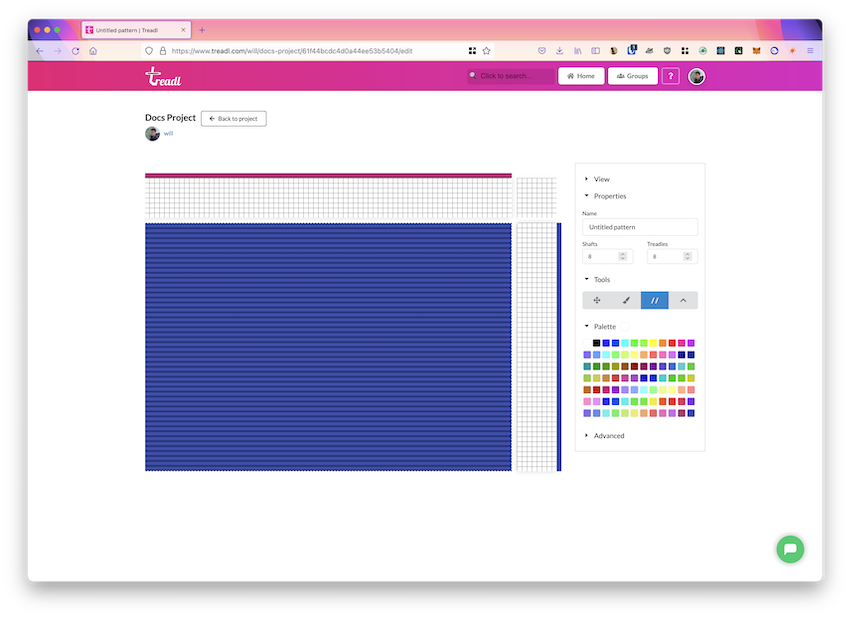 Untitled pattern | Treadl
https://www.treadl.com/will/docs-project/61f44bcdc4d0a44ee53b5404/edit
treadl
Click to search...
Home
Groups
?
Docs Project
Back to project
will
View
Properties
Name
Untitled pattern
Shafts
Treadles
8
8
Tools
Palette
Advanced